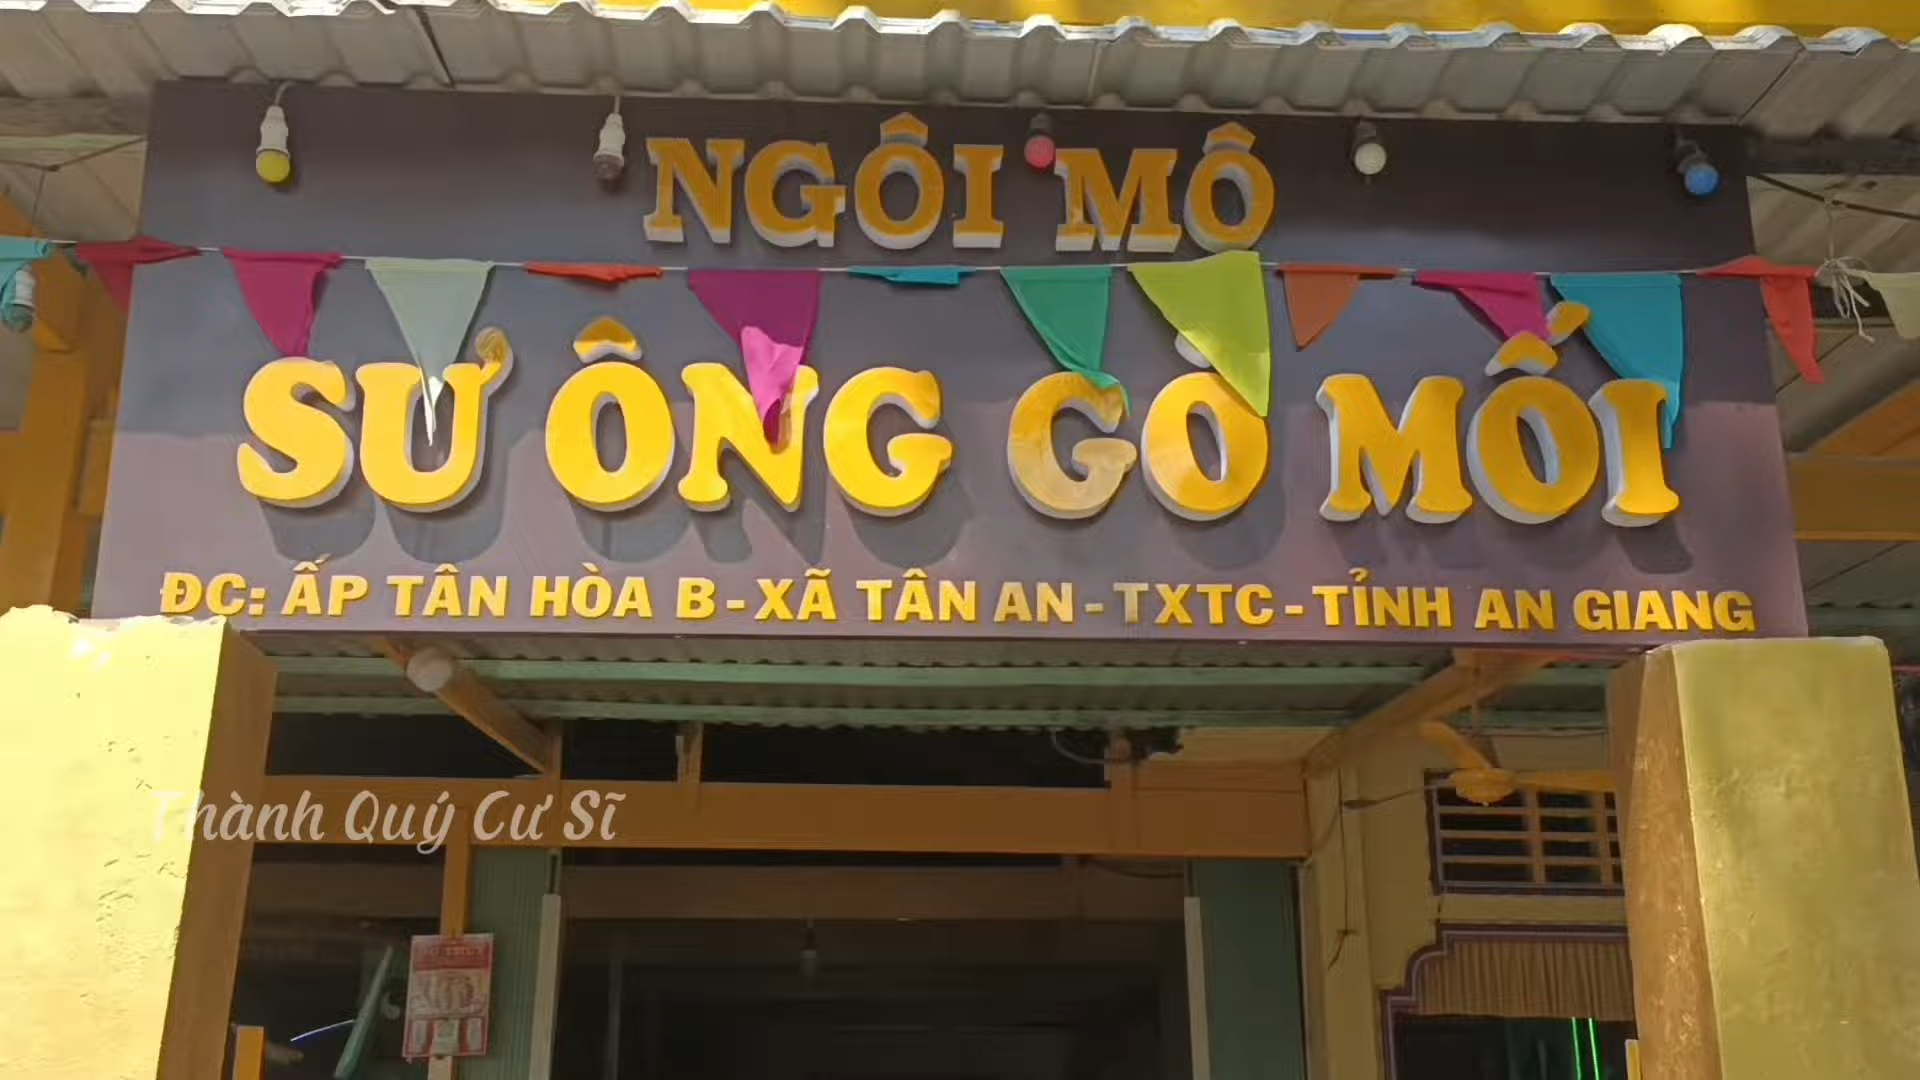 NGÔI MỘ
SƯ ÔNG GÒ MỐI
ĐC: ẤP TÂN HÒA B - XÃ TÂN AN - TXTC - TỈNH AN GIANG
Thành Quý Cư Sĩ